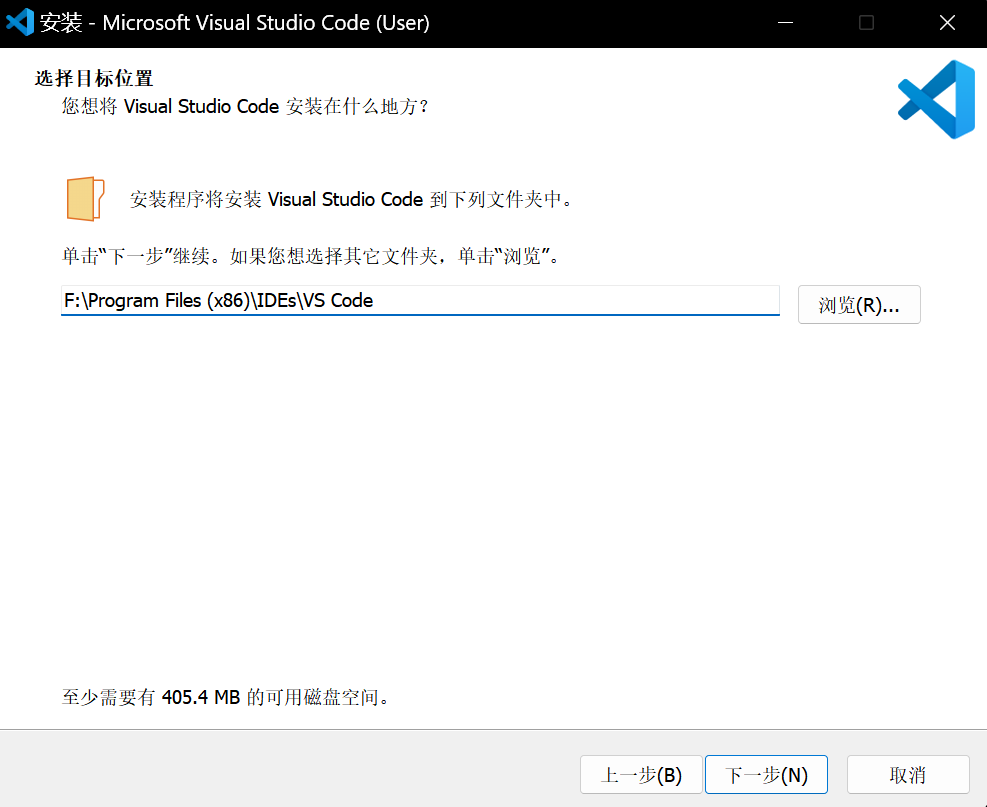 安装 - Microsoft Visual Studio Code (User)
选择目标位置
您想将 Visual Studio Code 安装在什么地方?
安装程序将安装 Visual Studio Code 到下列文件夹中。
单击“下一步”继续。如果您想选择其它文件夹，单击“浏览”。
F:\Program Files (x86)\IDEs\VS Code
浏览(R)...
至少需要有 405.4 MB 的可用磁盘空间。
上一步(B)
下一步(N)
取消